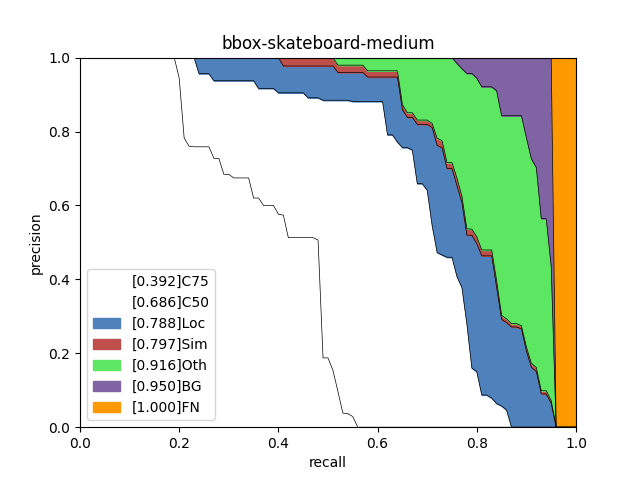 bbox-skateboard-medium
1.0
0.8
0.6
0.4
0.2
0.0
precision
[0.392]C75
[0.686]C50
[0.788]Loc
[0.797]Sim
[0.916]Oth
[0.950]BG
[1.000]FN
0.0 0.2 0.4 0.6 0.8 1.0
recall